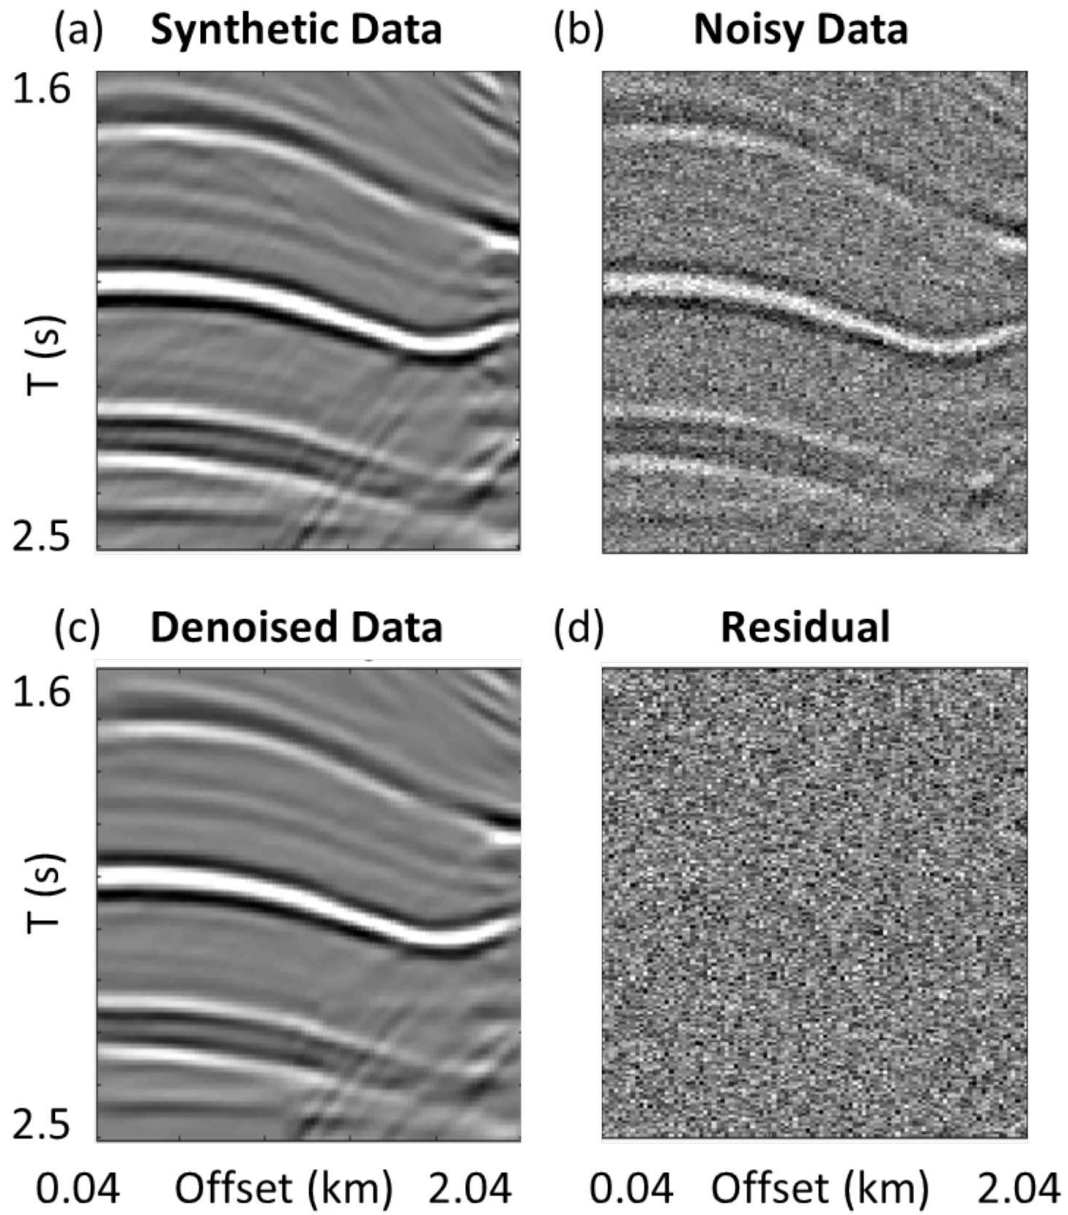 (a) Synthetic Data
(b) Noisy Data
1.6
T (s)
2.5
(c) Denoised Data
(d) Residual
1.6
T (s)
2.5
0.04 Offset (km) 2.04
0.04 Offset (km) 2.04